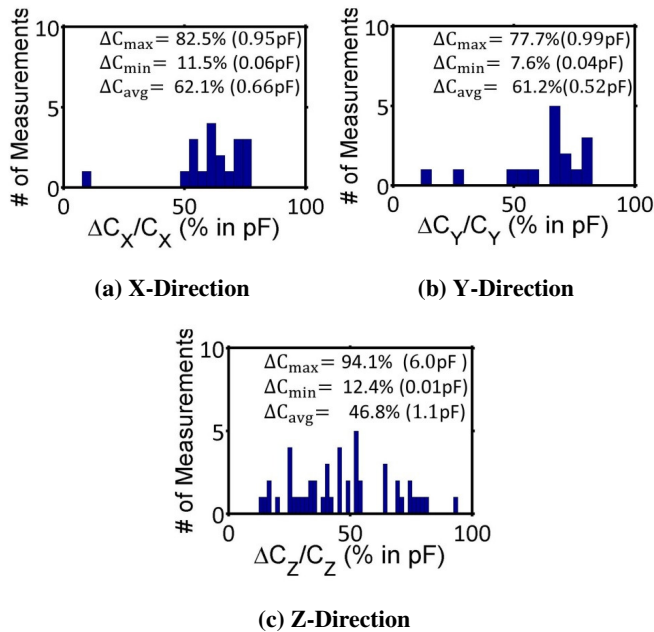 # of Measurements
10
5
0
ΔCmax= 82.5% (0.95pF)
ΔCmin= 11.5% (0.06pF)
ΔCavg= 62.1% (0.66pF)
0 50 100
ΔCX/CX (% in pF)
(a) X-Direction
# of Measurements
10
5
0
ΔCmax= 77.7%(0.99pF)
ΔCmin= 7.6% (0.04pF)
ΔCavg= 61.2%(0.52pF)
0 50 100
ΔCY/CY (% in pF)
(b) Y-Direction
# of Measurements
10
5
0
ΔCmax= 94.1% (6.0pF)
ΔCmin= 12.4% (0.01pF)
ΔCavg= 46.8% (1.1pF)
0 50 100
ΔCZ/CZ (% in pF)
(c) Z-Direction